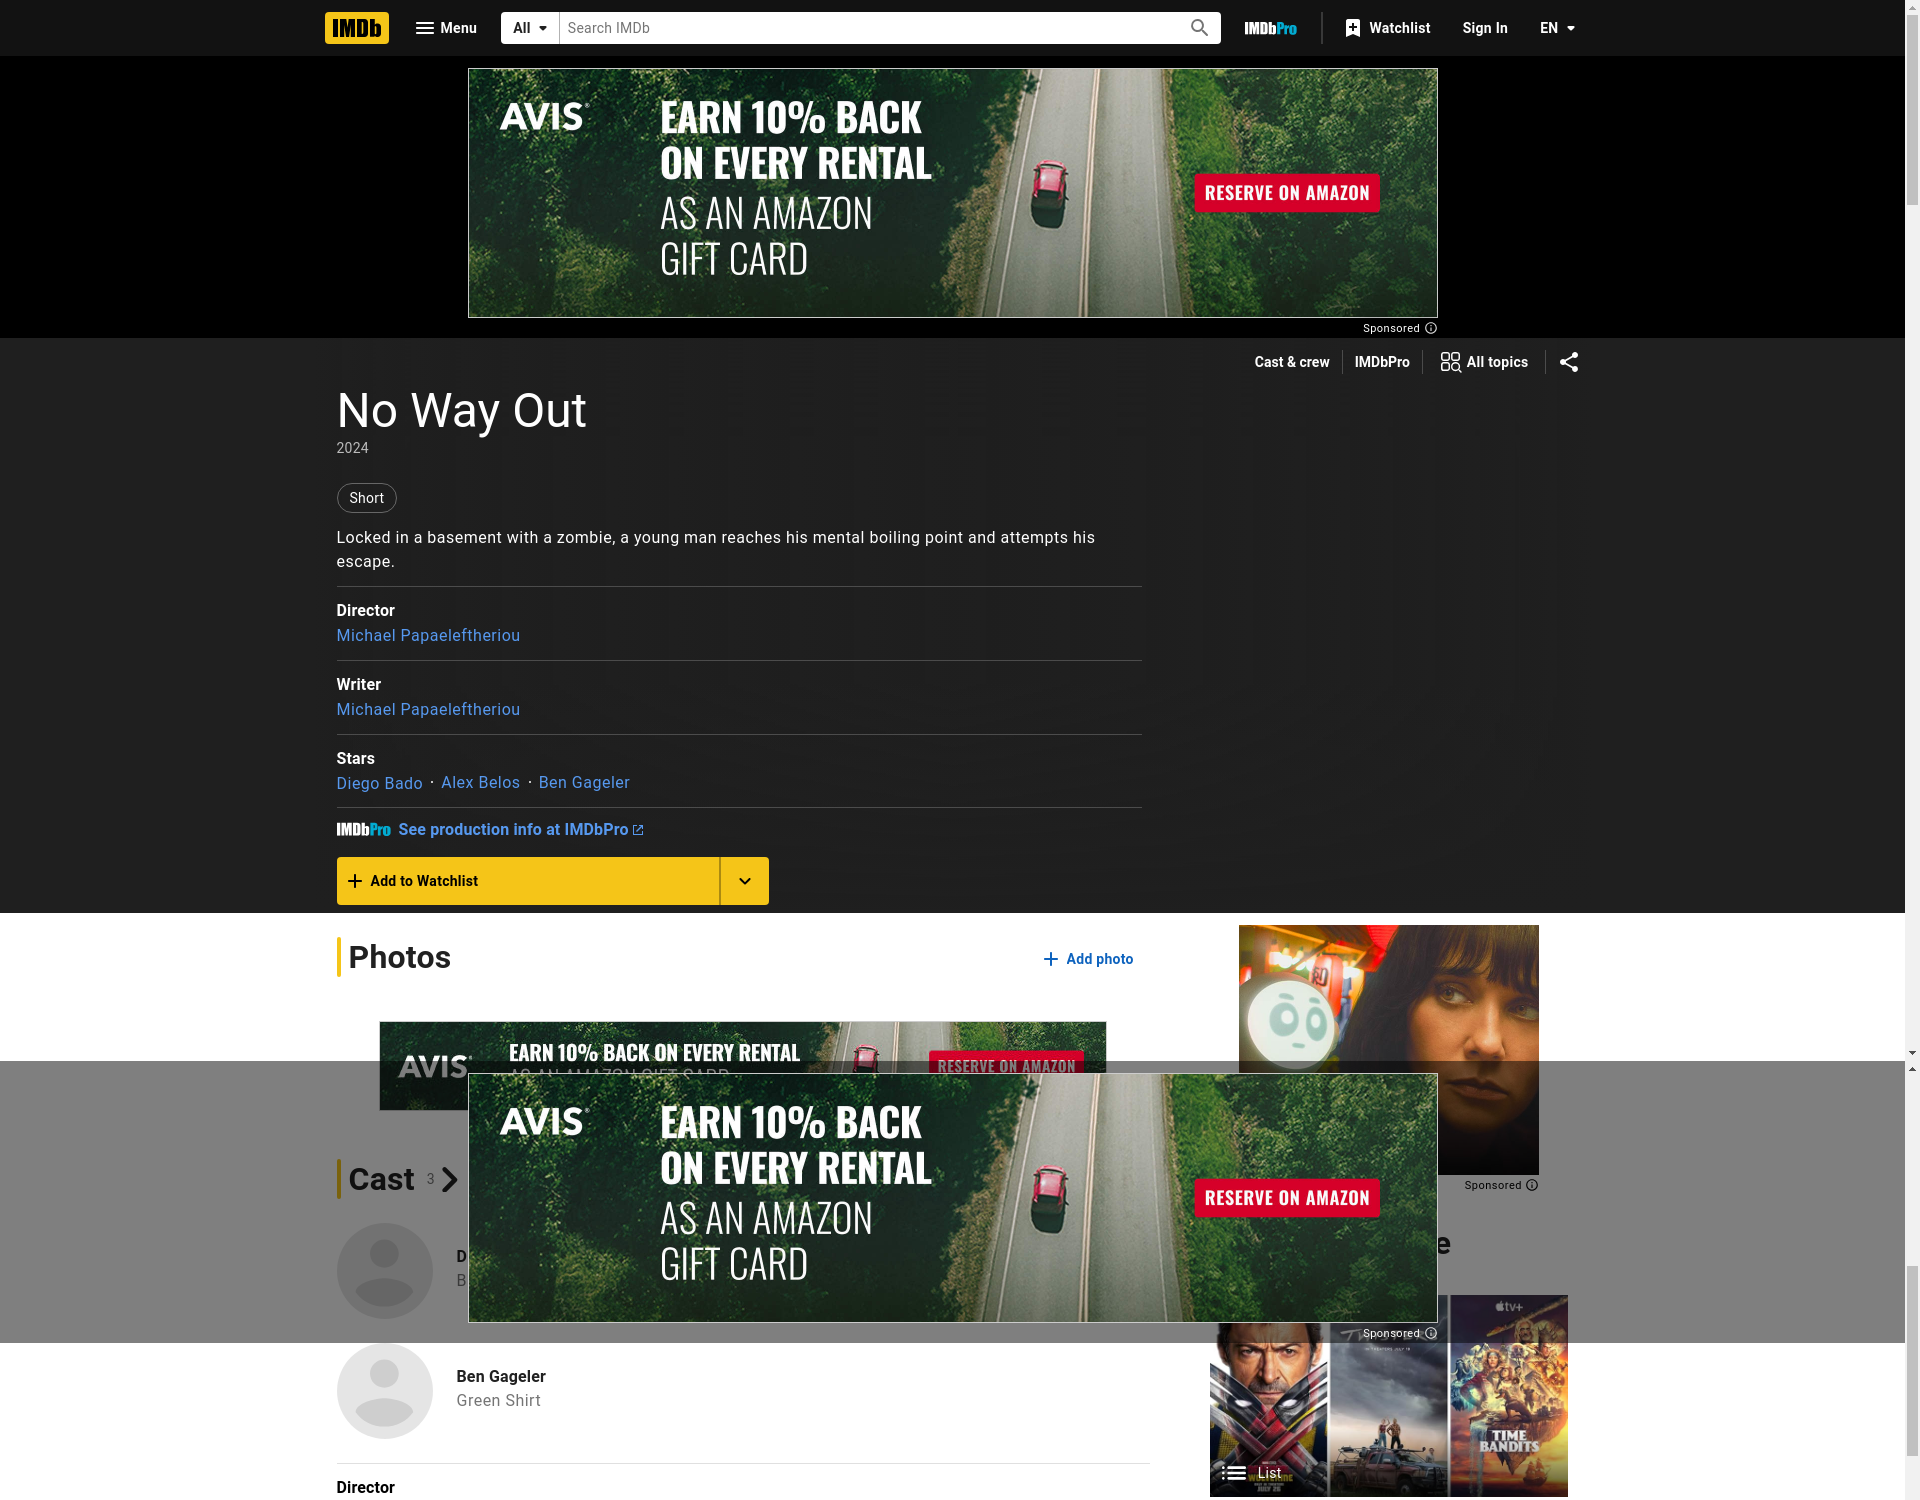 IMDb
Menu
All
Search IMDb
IMDbPro
Watchlist
Sign In
EN
AVIS
EARN 10% BACK
ON EVERY RENTAL
AS AN AMAZON
GIFT CARD
RESERVE ON AMAZON
Sponsored
Cast & crew
IMDbPro
All topics
No Way Out
2024
Short
Locked in a basement with a zombie, a young man reaches his mental boiling point and attempts his
escape.
Director
Michael Papaeleftheriou
Writer
Michael Papaeleftheriou
Stars
Diego Bado · Alex Belos · Ben Gageler
IMDbPro See production info at IMDbPro
Add to Watchlist
Photos
Add photo
AVIS
EARN 10% BACK ON EVERY RENTAL
AS AN AMAZON GIFT CARD
RESERVE ON AMAZON
AVIS
EARN 10% BACK
ON EVERY RENTAL
AS AN AMAZON
GIFT CARD
RESERVE ON AMAZON
Sponsored
Cast 3
Sponsored
D
B
e
Sponsored
tv+
Ben Gageler
Green Shirt
TIME
BANDITS
List
JULY 26
Director